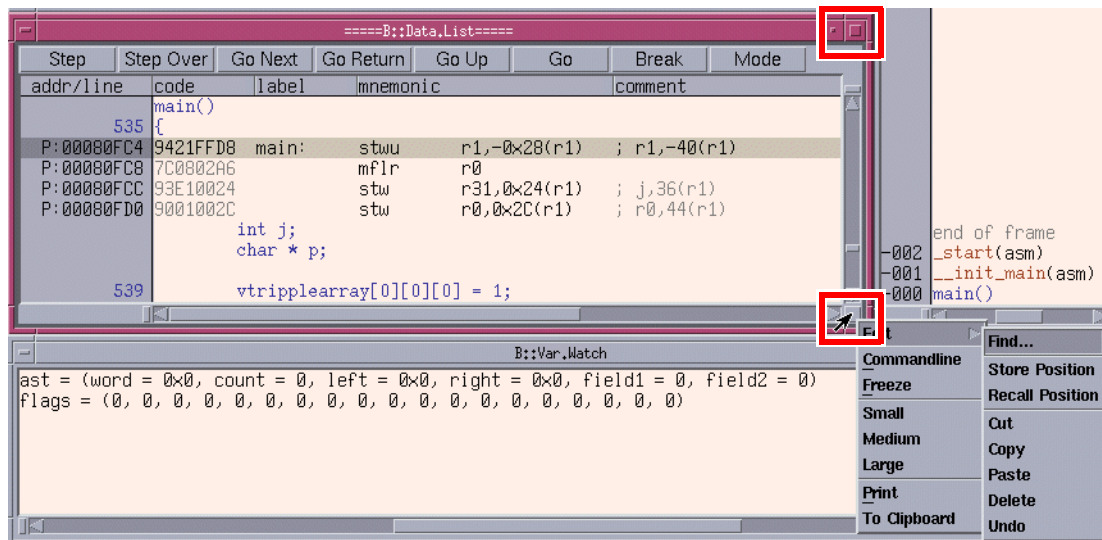 =====B::Data.List=====
Step Step Over Go Next Go Return Go Up Go Break Mode
addr/line code label mnemonic comment
main()
535 {
P:00080FC4 9421FFD8 main: stwu r1,-0x28(r1) ; r1,-40(r1)
P:00080FC8 7C0802A6 mflr r0
P:00080FCC 93E10024 stw r31,0x24(r1) ; j,36(r1)
P:00080FD0 9001002C stw r0,0x2C(r1) ; r0,44(r1)
int j;
char * p;
539 vtripplearray[0][0][0] = 1;
end of frame
-002 _start(asm)
-001 __init_main(asm)
-000 main()
B::Var.Watch
ast = (word = 0x0, count = 0, left = 0x0, right = 0x0, field1 = 0, field2 = 0)
flags = (0, 0, 0, 0, 0, 0, 0, 0, 0, 0, 0, 0, 0, 0, 0, 0, 0, 0, 0)
Commandline
Freeze
Small
Medium
Large
Print
To Clipboard
Find...
Store Position
Recall Position
Cut
Copy
Paste
Delete
Undo